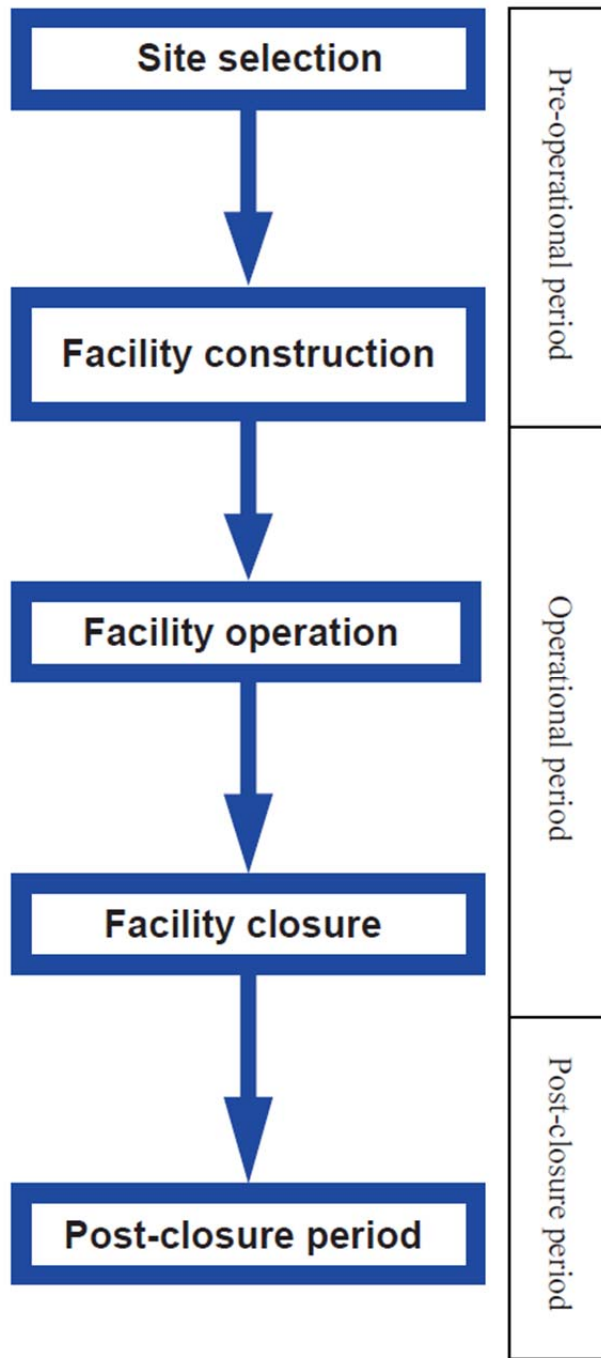 Site selection
Facility construction
Facility operation
Facility closure
Post-closure period
Pre-operational period
Operational period
Post-closure period